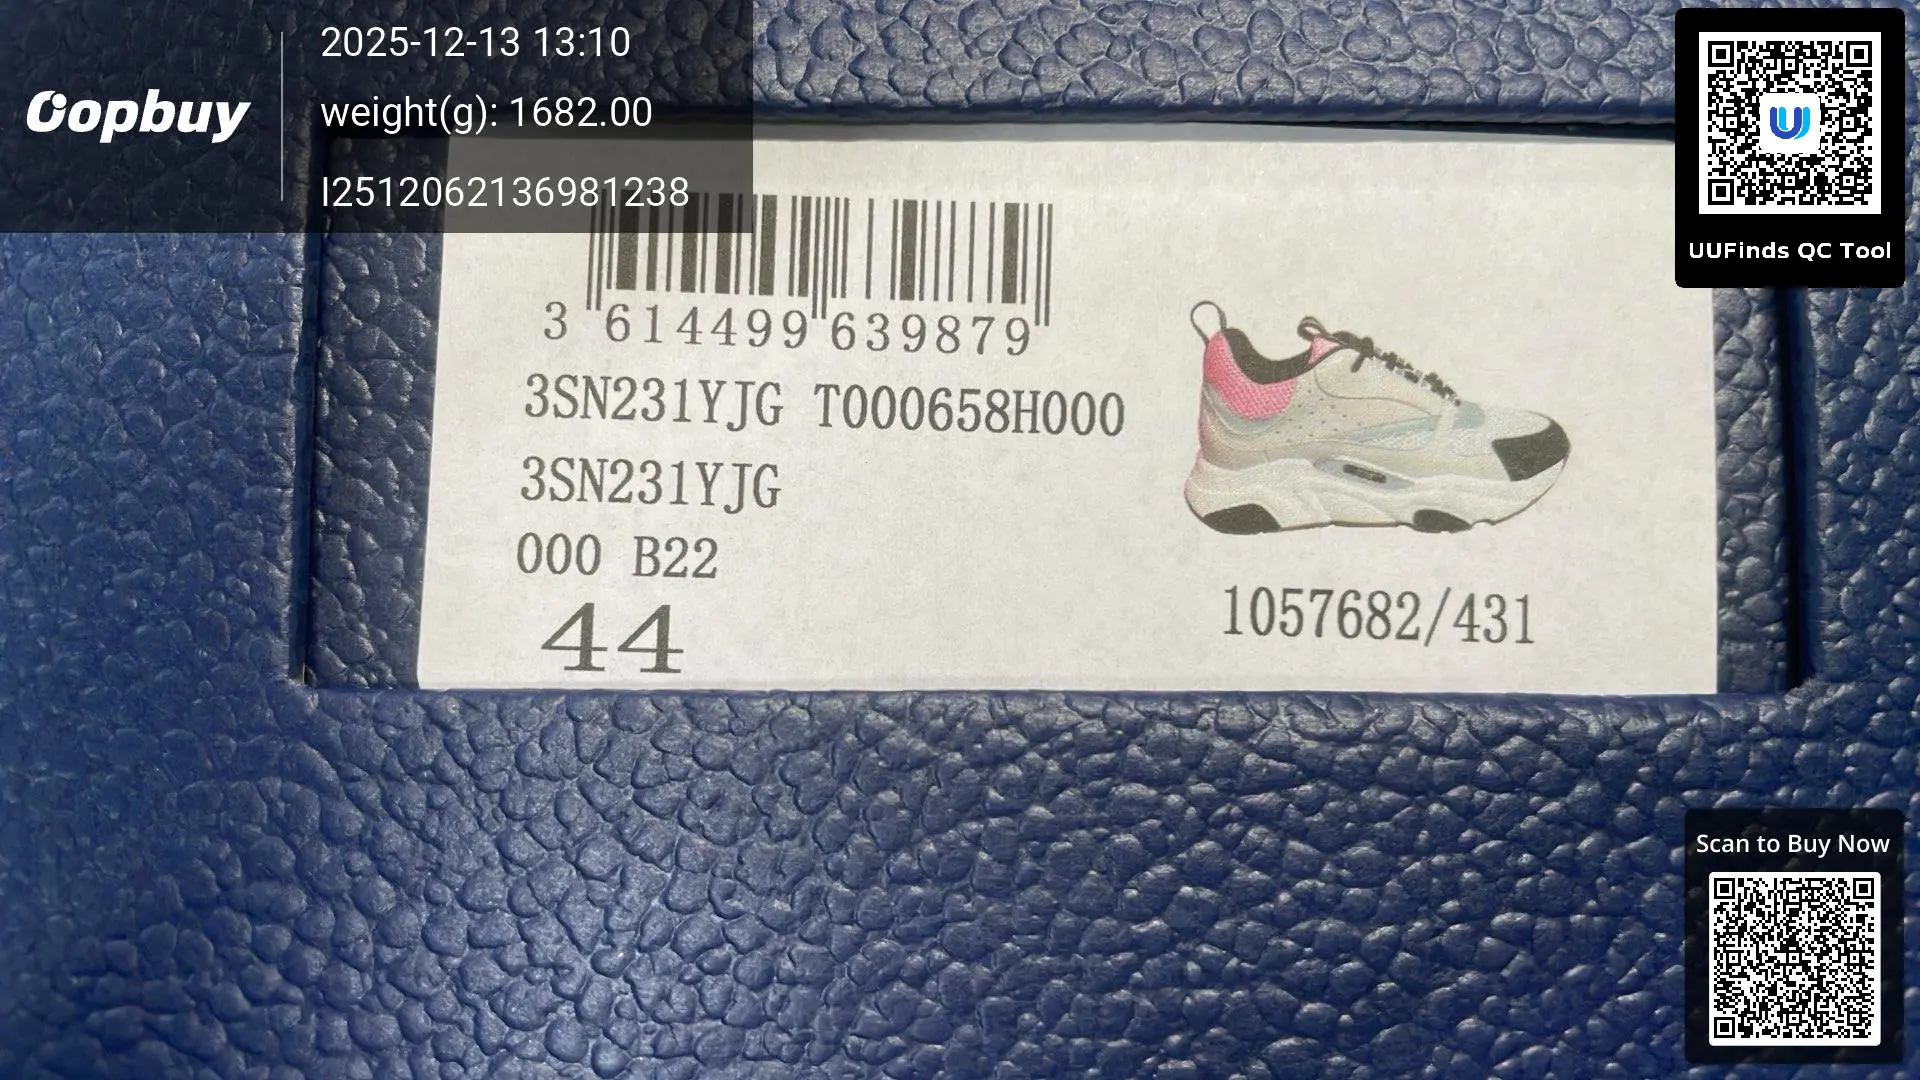 Oopbuy
2025-12-13 13:10
weight(g): 1682.00
I2512062136981238
UUFinds QC Tool
3 614499 639879
3SN231YJG T000658H000
3SN231YJG
000 B22
44
1057682/431
Scan to Buy Now